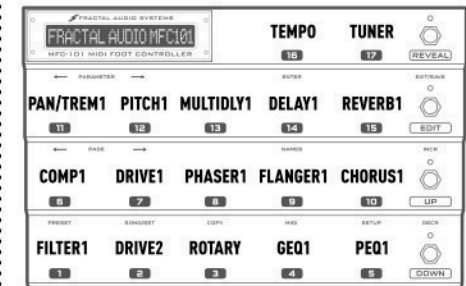 FRACTAL AUDIO SYSTEMS
FRACTAL AUDIO MFC101
MFC-101 MIDI FOOT CONTROLLER
TEMPO TUNER
16 17 REVEAL
← PARAMETER → ENTER EXIT/SAVE
PAN/TREM1 PITCH1 MULTIDLY1 DELAY1 REVERB1
11 12 13 14 15 EDIT
← PAGE → NAMES INCR
COMP1 DRIVE1 PHASER1 FLANGER1 CHORUS1
6 7 8 9 10 UP
PRESET SONG/SET COPY MIDI SETUP DECR
FILTER1 DRIVE2 ROTARY GEQ1 PEQ1
1 2 3 4 5 DOWN